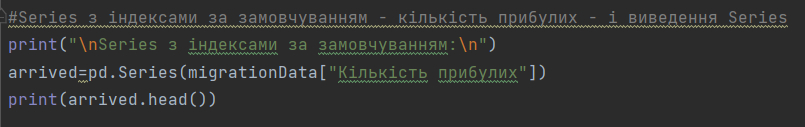 #Series з індексами за замовчуванням - кількість прибулих - і виведення Series
print("\nSeries з індексами за замовчуванням:\n")
arrived=pd.Series(migrationData["Кількість прибулих"])
print(arrived.head())